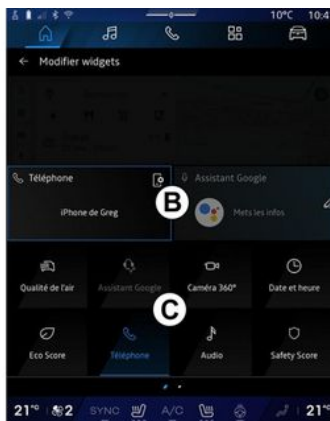 10°C 10:4
← Modifier widgets
Téléphone
Assistant Google
B
iPhone de Greg
Mets les infos
Qualité de l'air
Assistant Google
Caméra 360°
Date et heure
C
Eco Score
Téléphone
Audio
Safety Score
21° 2 SYNC A/C 21°